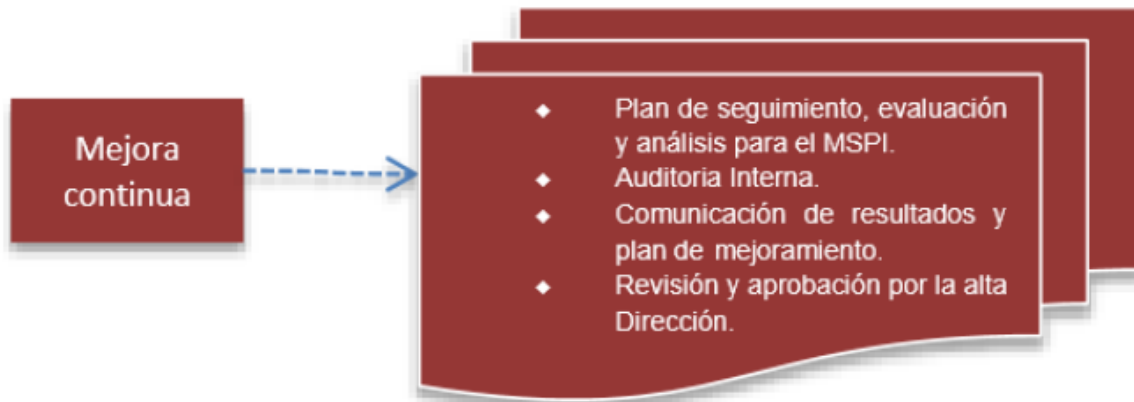 Mejora
continua
◆ Plan de seguimiento, evaluación
y análisis para el MSPI.
◆ Auditoria Interna.
◆ Comunicación de resultados y
plan de mejoramiento.
◆ Revisión y aprobación por la alta
Dirección.